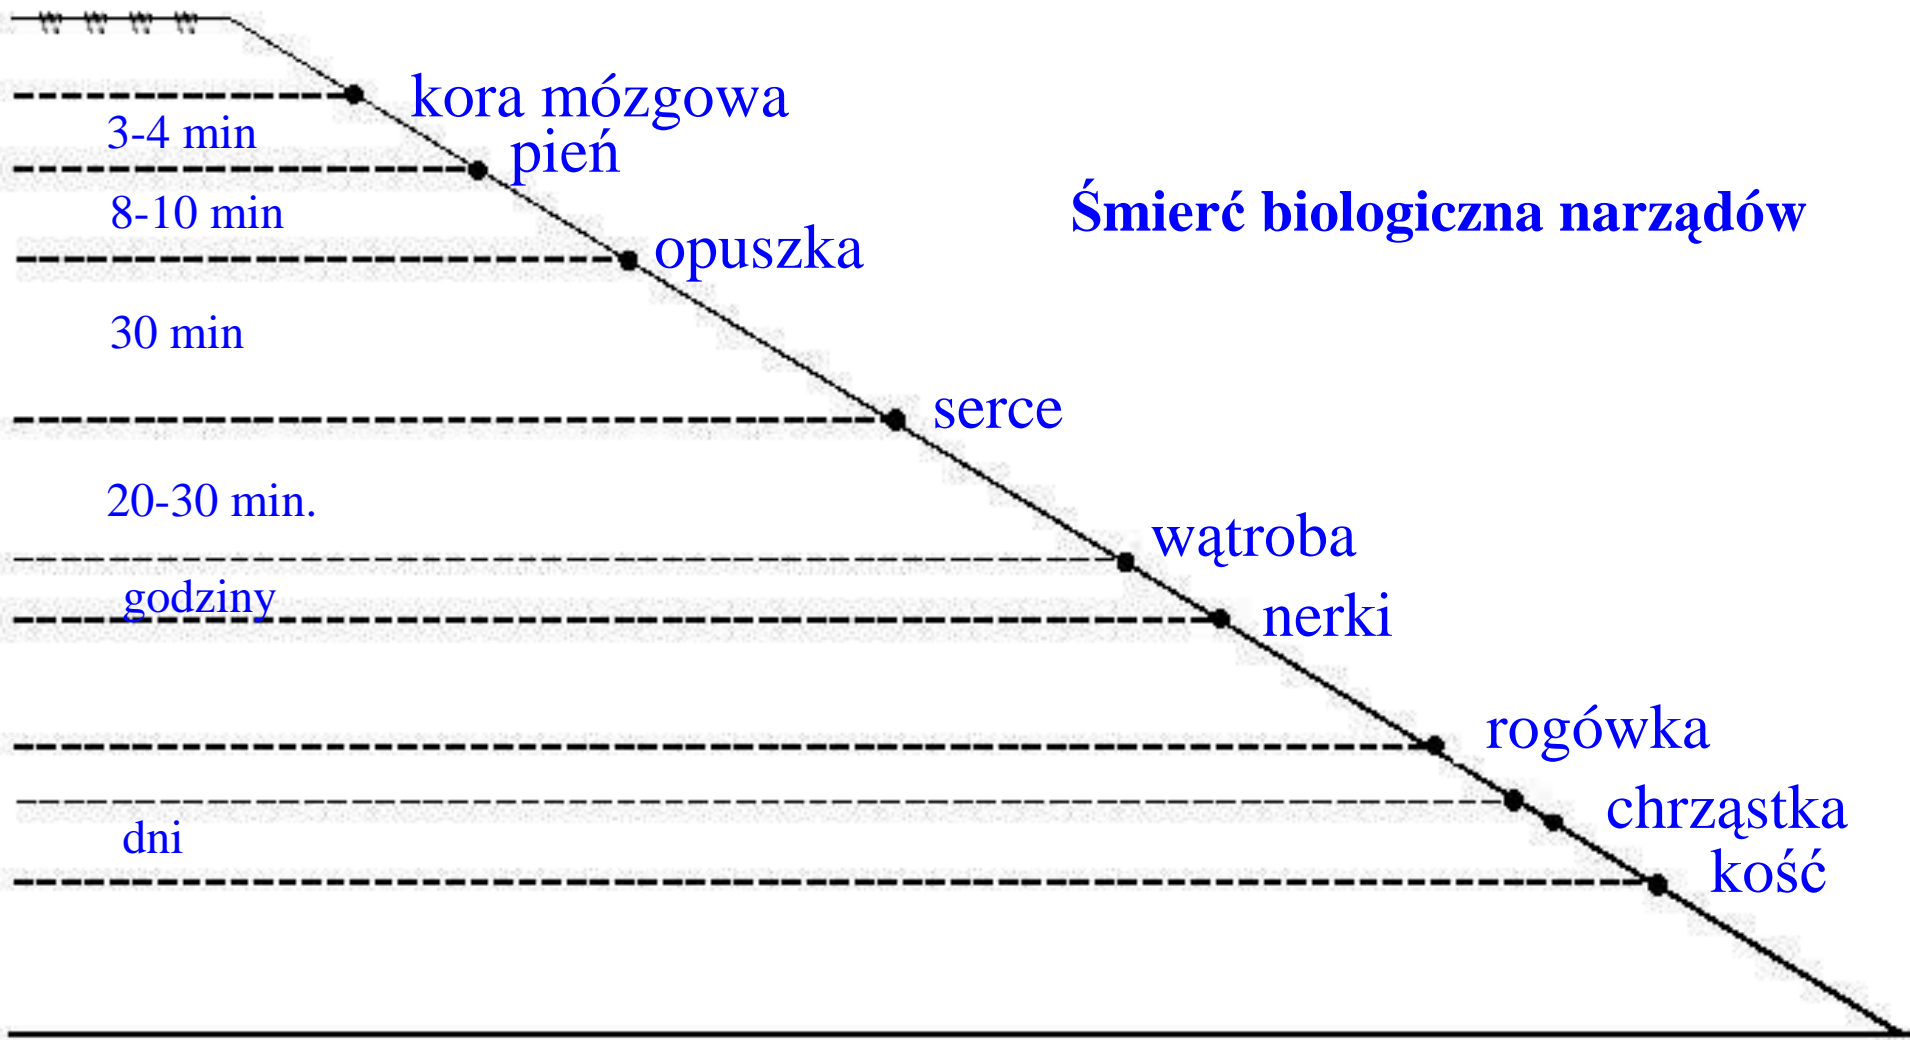 kora mózgowa
3-4 min
pień
8-10 min
Śmierć biologiczna narządów
opuszka
30 min
serce
20-30 min.
wątroba
godziny
nerki
rogówka
chrząstka
dni
kość